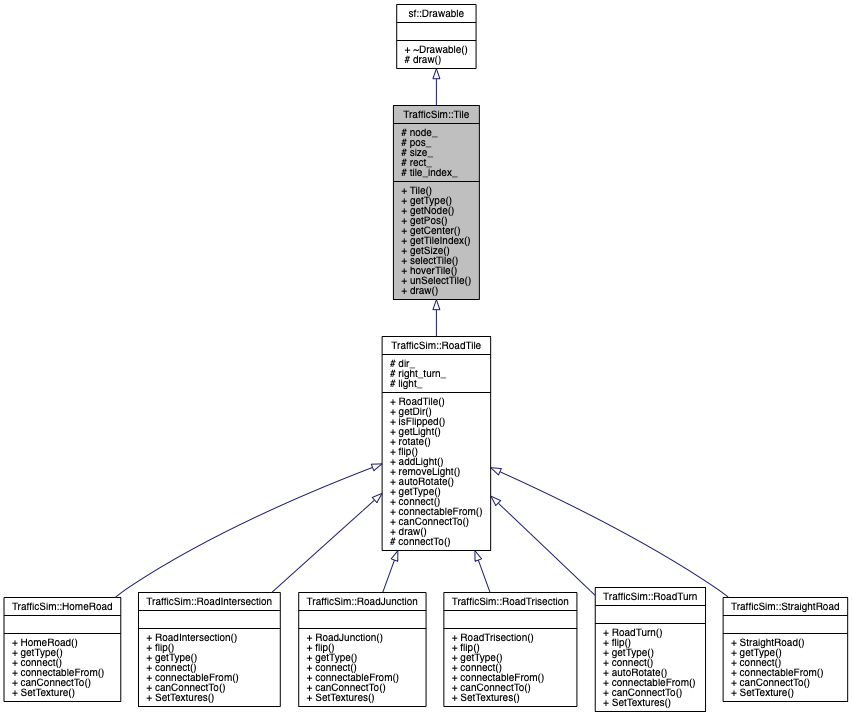 sf::Drawable
+ ~Drawable()
# draw()
TrafficSim::Tile
# node_
# pos_
# size_
# rect_
# tile_index_
+ Tile()
+ getType()
+ getNode()
+ getPos()
+ getCenter()
+ getTileIndex()
+ getSize()
+ selectTile()
+ hoverTile()
+ unSelectTile()
+ draw()
TrafficSim::RoadTile
# dir_
# right_turn_
# light_
+ RoadTile()
+ getDir()
+ isFlipped()
+ getLight()
+ rotate()
+ flip()
+ addLight()
+ removeLight()
+ autoRotate()
+ getType()
+ connect()
+ connectableFrom()
+ canConnectTo()
+ draw()
# connectTo()
TrafficSim::HomeRoad
+ HomeRoad()
+ getType()
+ connect()
+ connectableFrom()
+ canConnectTo()
+ SetTexture()
TrafficSim::RoadIntersection
+ RoadIntersection()
+ flip()
+ getType()
+ connect()
+ connectableFrom()
+ canConnectTo()
+ SetTextures()
TrafficSim::RoadJunction
+ RoadJunction()
+ flip()
+ getType()
+ connect()
+ connectableFrom()
+ canConnectTo()
+ SetTextures()
TrafficSim::RoadTrisection
+ RoadTrisection()
+ flip()
+ getType()
+ connect()
+ connectableFrom()
+ canConnectTo()
+ SetTextures()
TrafficSim::RoadTurn
+ RoadTurn()
+ flip()
+ getType()
+ connect()
+ autoRotate()
+ connectableFrom()
+ canConnectTo()
+ SetTextures()
TrafficSim::StraightRoad
+ StraightRoad()
+ getType()
+ connect()
+ connectableFrom()
+ canConnectTo()
+ SetTexture()